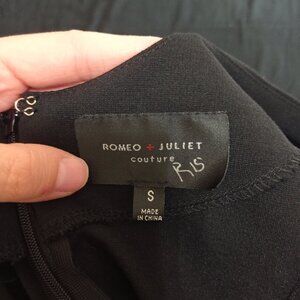 ROMEO + JULIET
couture
R15
S
MADE
IN CHINA